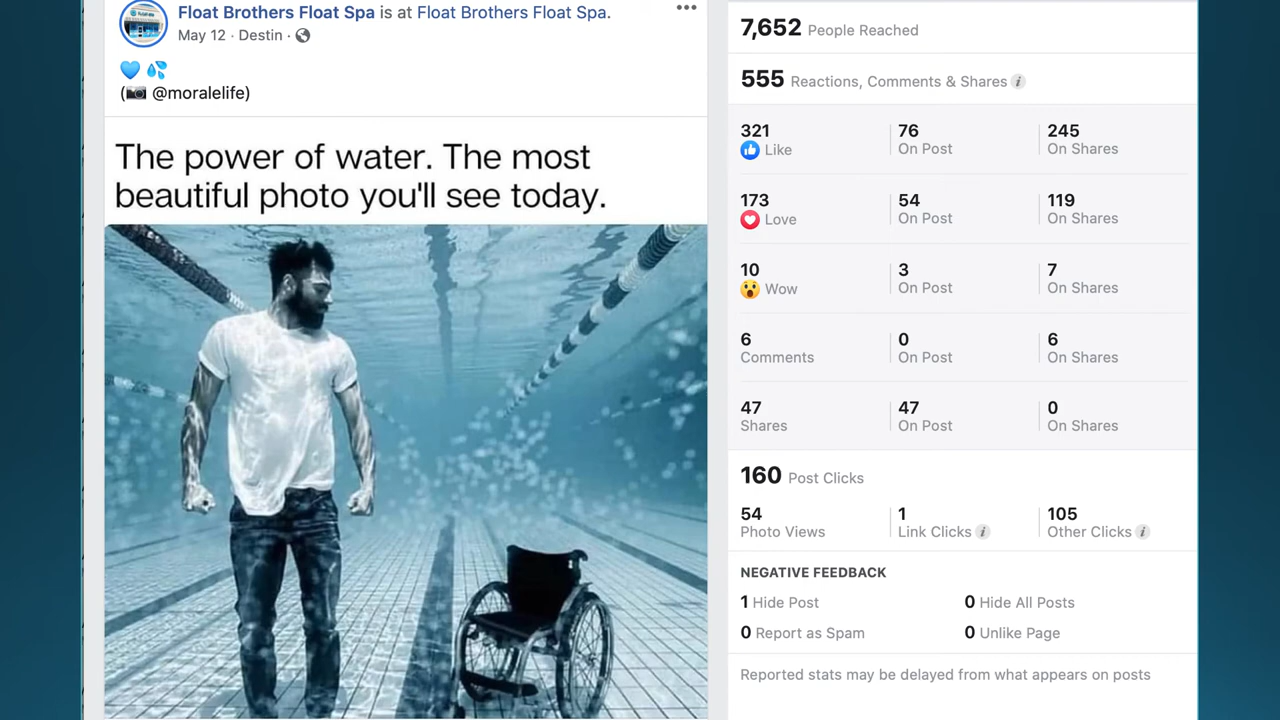 Float Brothers Float Spa is at Float Brothers Float Spa.
May 12 · Destin ·
💙 💦
(📷 @moralelife)
The power of water. The most
beautiful photo you'll see today.
7,652 People Reached
555 Reactions, Comments & Shares
321 76 245
Like On Post On Shares
173 54 119
Love On Post On Shares
10 3 7
Wow On Post On Shares
6 0 6
Comments On Post On Shares
47 47 0
Shares On Post On Shares
160 Post Clicks
54 1 105
Photo Views Link Clicks Other Clicks
NEGATIVE FEEDBACK
1 Hide Post 0 Hide All Posts
0 Report as Spam 0 Unlike Page
Reported stats may be delayed from what appears on posts